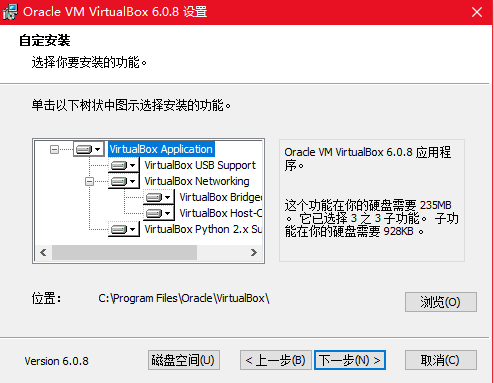 Oracle VM VirtualBox 6.0.8 设置
自定安装
选择你要安装的功能。
单击以下树状中图示选择安装的功能。
VirtualBox Application
VirtualBox USB Support
VirtualBox Networking
VirtualBox Bridge
VirtualBox Host-O
VirtualBox Python 2.x Su
Oracle VM VirtualBox 6.0.8 应用程
序。
这个功能在你的硬盘需要 235MB
。 它已选择 3 之 3 子功能。 子功
能在你的硬盘需要 928KB 。
位置： C:\Program Files\Oracle\VirtualBox\
浏览(O)
Version 6.0.8 磁盘空间(U) < 上一步(B) 下一步(N) > 取消(C)